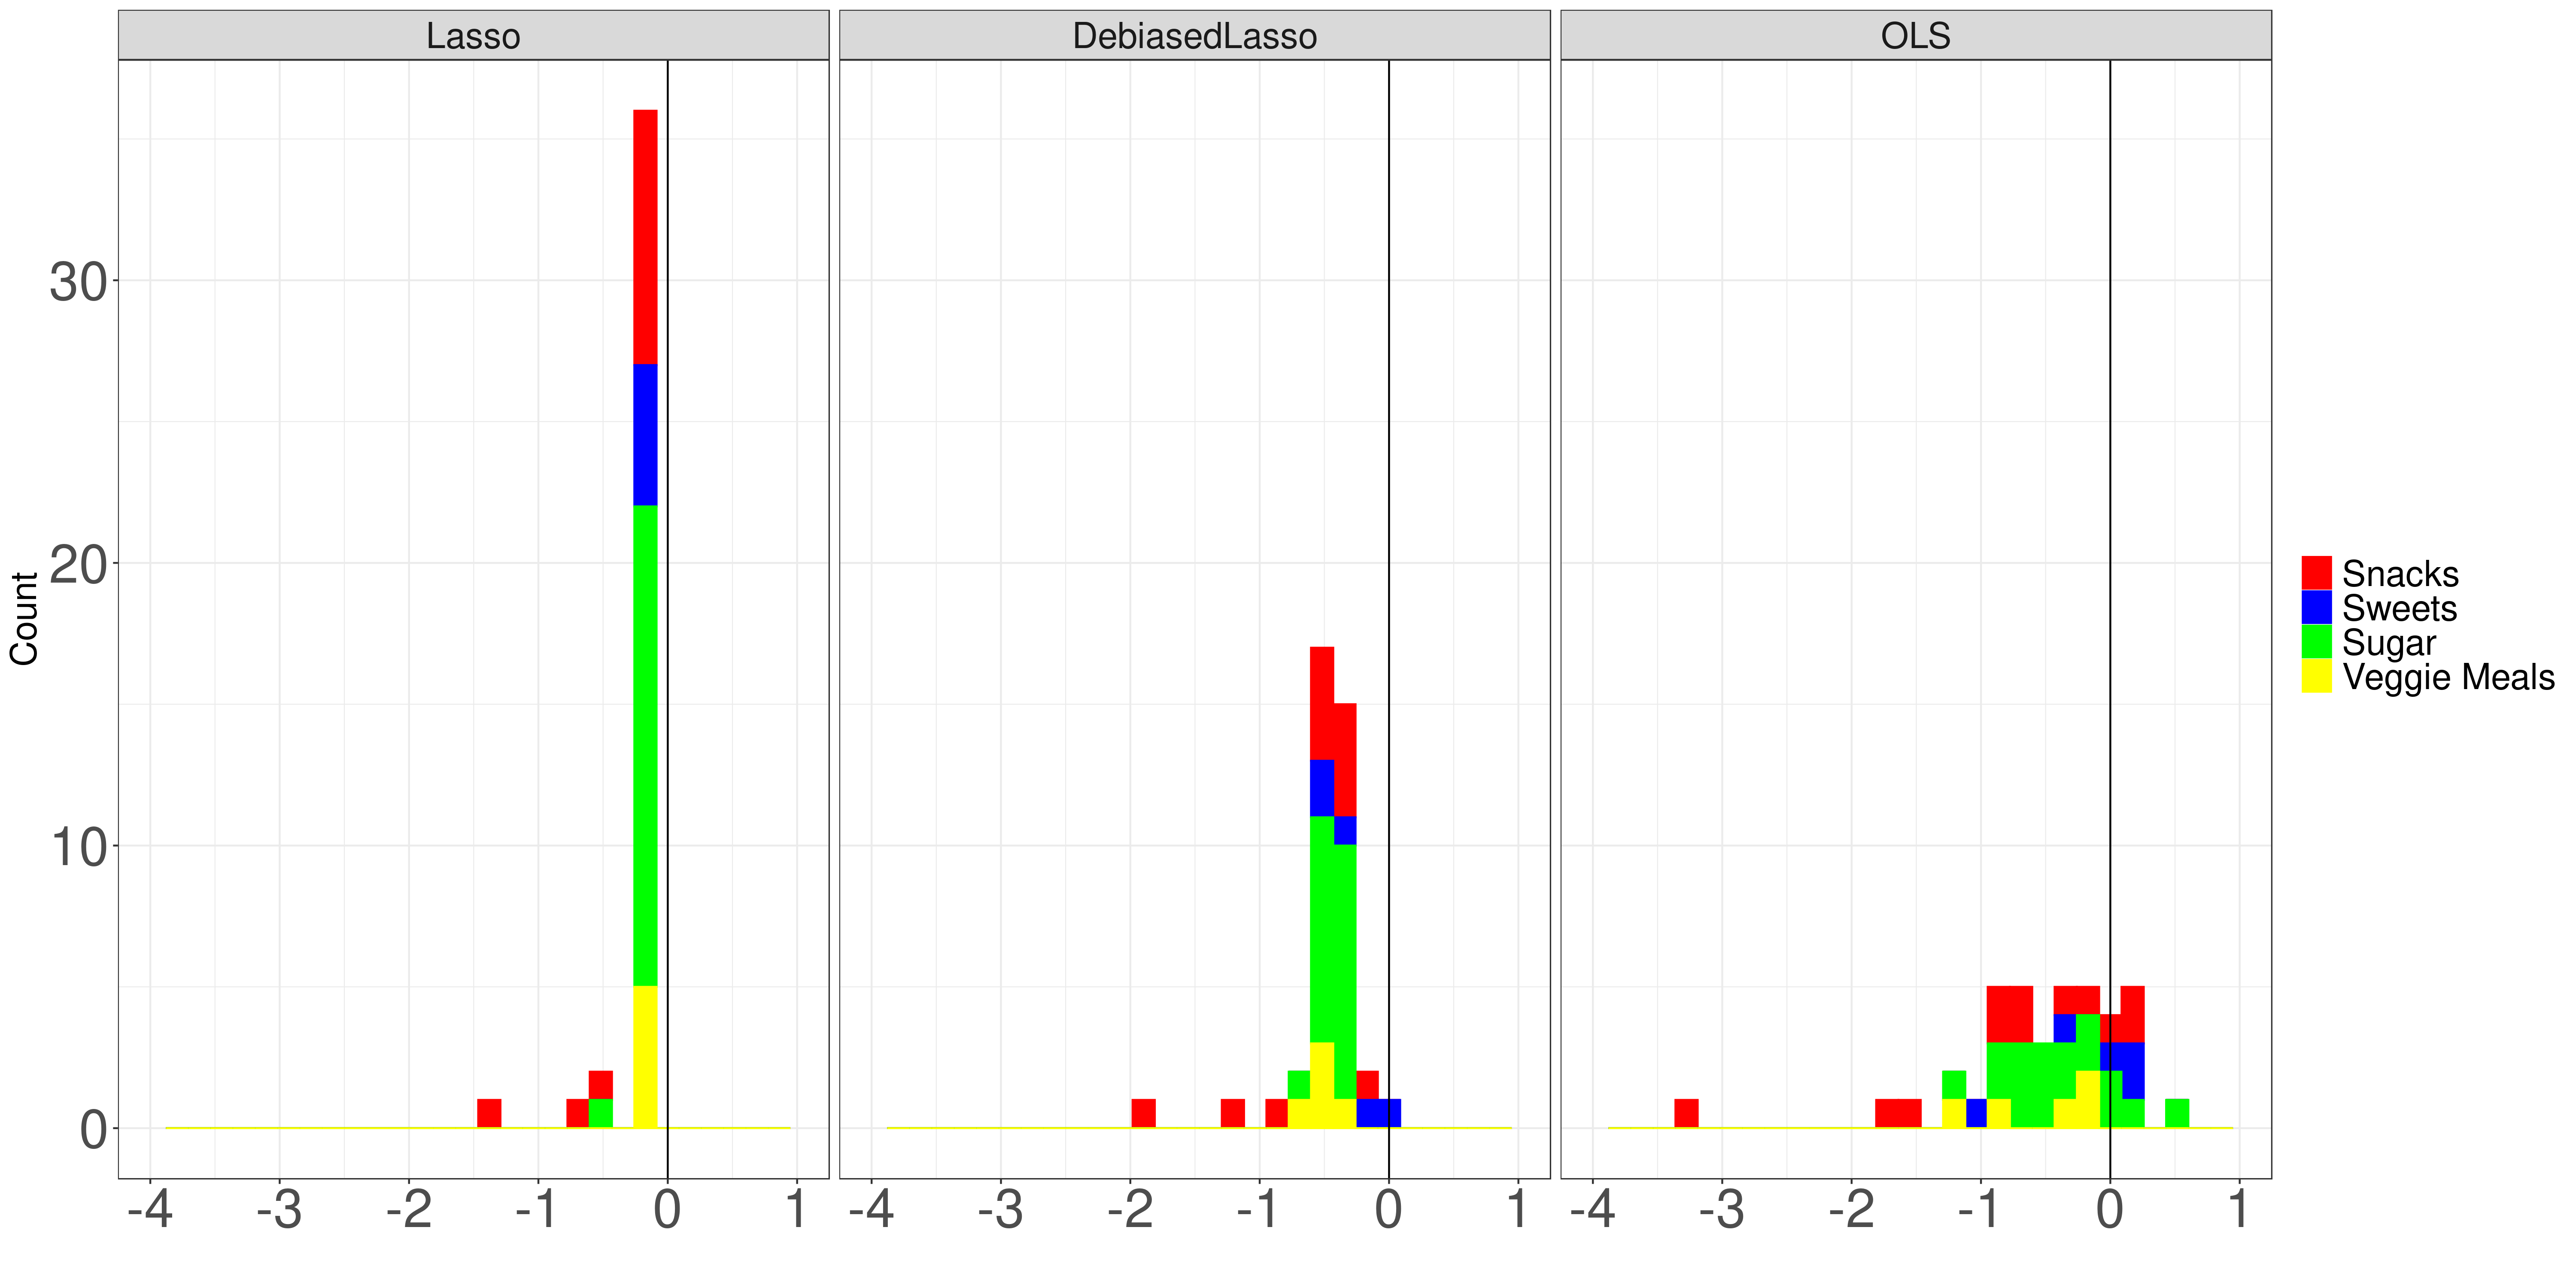 Lasso DebiasedLasso OLS
Count
30
20
10
0
-4 -3 -2 -1 0 1 -4 -3 -2 -1 0 1 -4 -3 -2 -1 0 1
Snacks
Sweets
Sugar
Veggie Meals